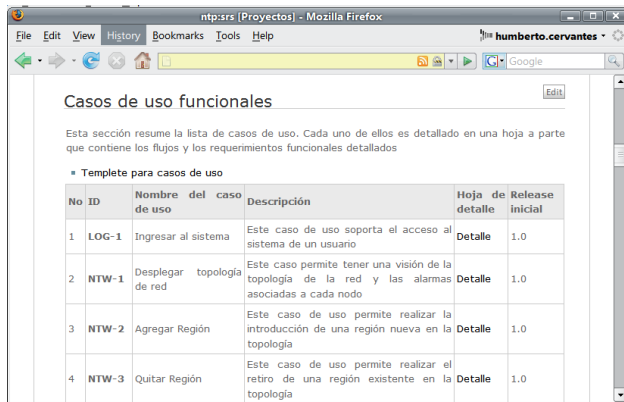 ntp:srs [Proyectos] - Mozilla Firefox
File Edit View History Bookmarks Tools Help humberto.cervantes
G Google
Casos de uso funcionales
Edit
Esta sección resume la lista de casos de uso. Cada uno de ellos es detallado en una hoja a parte
que contiene los flujos y los requerimientos funcionales detallados
Templete para casos de uso
No ID Nombre del caso de uso Descripción Hoja de detalle Release inicial
1 LOG-1 Ingresar al sistema Este caso de uso soporta el acceso al sistema de un usuario Detalle 1.0
2 NTW-1 Desplegar topología de red Este caso permite tener una visión de la topología de la red y las alarmas asociadas a cada nodo Detalle 1.0
3 NTW-2 Agregar Región Este caso de uso permite realizar la introducción de una región nueva en la topología Detalle 1.0
4 NTW-3 Quitar Región Este caso de uso permite realizar el retiro de una región existente en la topología Detalle 1.0